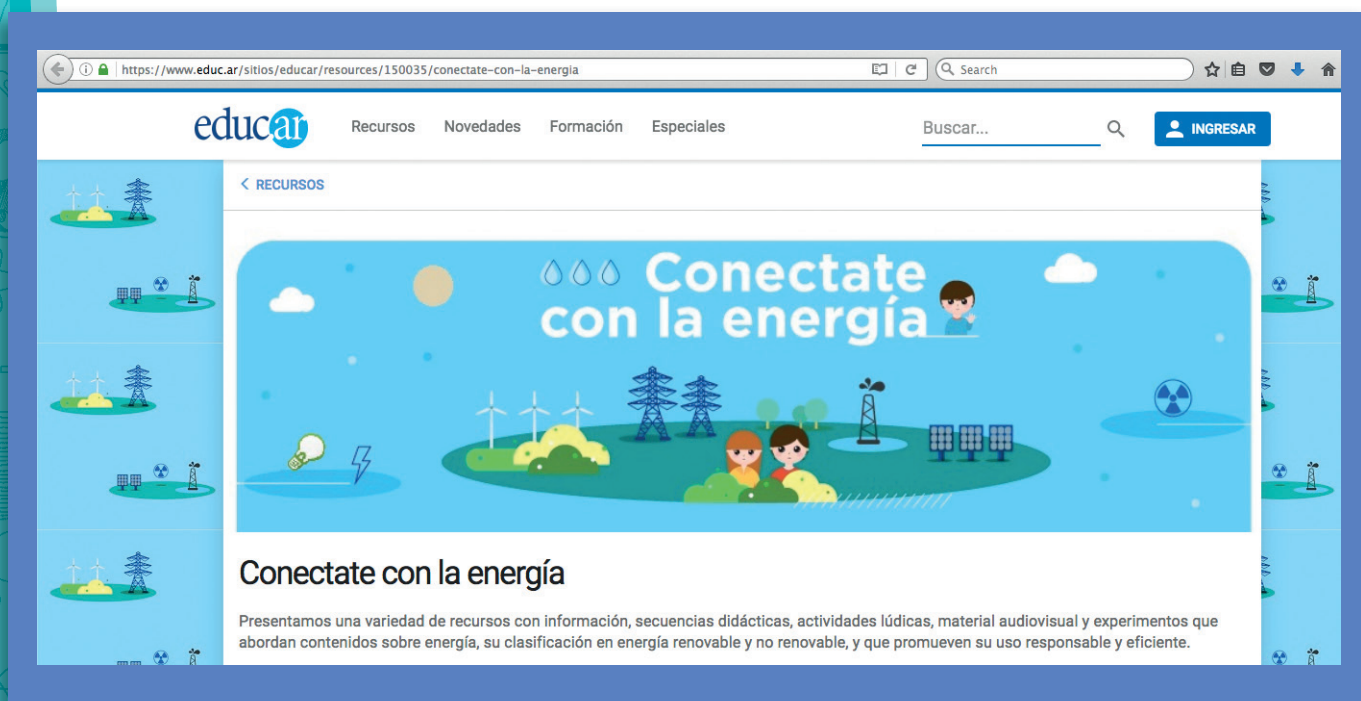 https://www.educ.ar/sitios/educar/resources/150035/conectate-con-la-energia
Search
educar
Recursos
Novedades
Formación
Especiales
Buscar...
INGRESAR
< RECURSOS
Conectate
con la energía
Conectate con la energía
Presentamos una variedad de recursos con información, secuencias didácticas, actividades lúdicas, material audiovisual y experimentos que
abordan contenidos sobre energía, su clasificación en energía renovable y no renovable, y que promueven su uso responsable y eficiente.